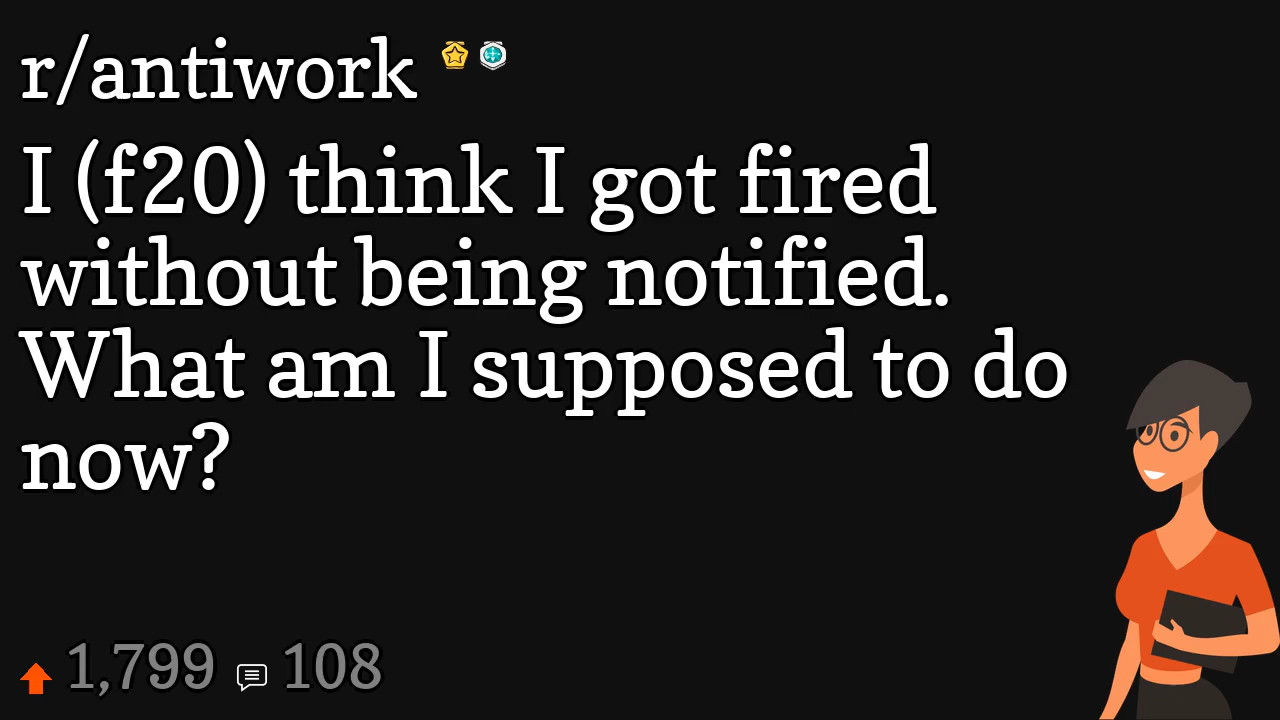 r/antiwork
I (f20) think I got fired
without being notified.
What am I supposed to do
now?
1,799 108